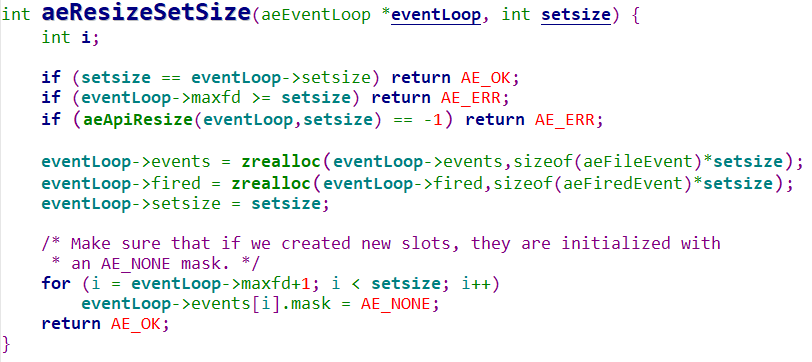 int aeResizeSetSize(aeEventLoop *eventLoop, int setsize) {
    int i;

    if (setsize == eventLoop->setsize) return AE_OK;
    if (eventLoop->maxfd >= setsize) return AE_ERR;
    if (aeApiResize(eventLoop,setsize) == -1) return AE_ERR;

    eventLoop->events = zrealloc(eventLoop->events,sizeof(aeFileEvent)*setsize);
    eventLoop->fired = zrealloc(eventLoop->fired,sizeof(aeFiredEvent)*setsize);
    eventLoop->setsize = setsize;

    /* Make sure that if we created new slots, they are initialized with
     * an AE_NONE mask. */
    for (i = eventLoop->maxfd+1; i < setsize; i++)
        eventLoop->events[i].mask = AE_NONE;
    return AE_OK;
}